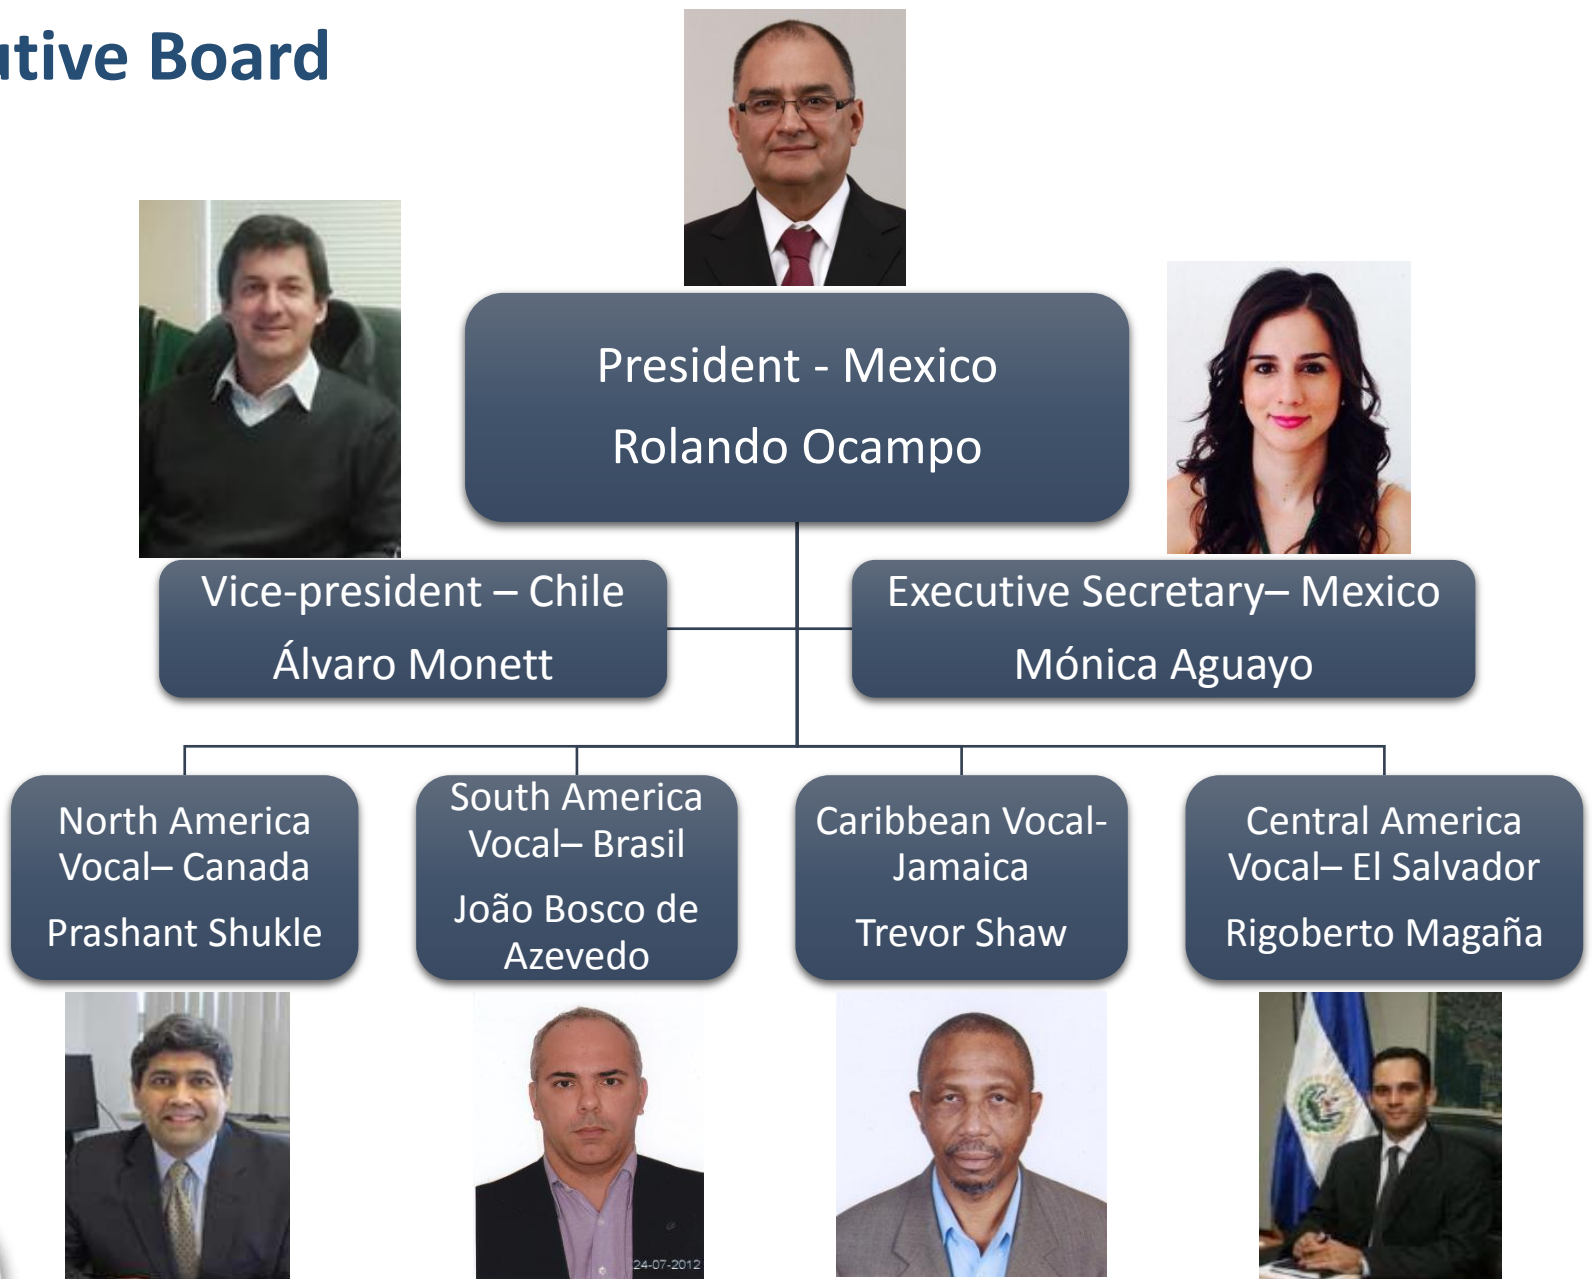 utive Board
President - Mexico
Rolando Ocampo
Vice-president – Chile
Álvaro Monett
Executive Secretary– Mexico
Mónica Aguayo
North America
Vocal– Canada
Prashant Shukle
South America
Vocal– Brasil
João Bosco de
Azevedo
Caribbean Vocal-
Jamaica
Trevor Shaw
Central America
Vocal– El Salvador
Rigoberto Magaña
24-07-2012